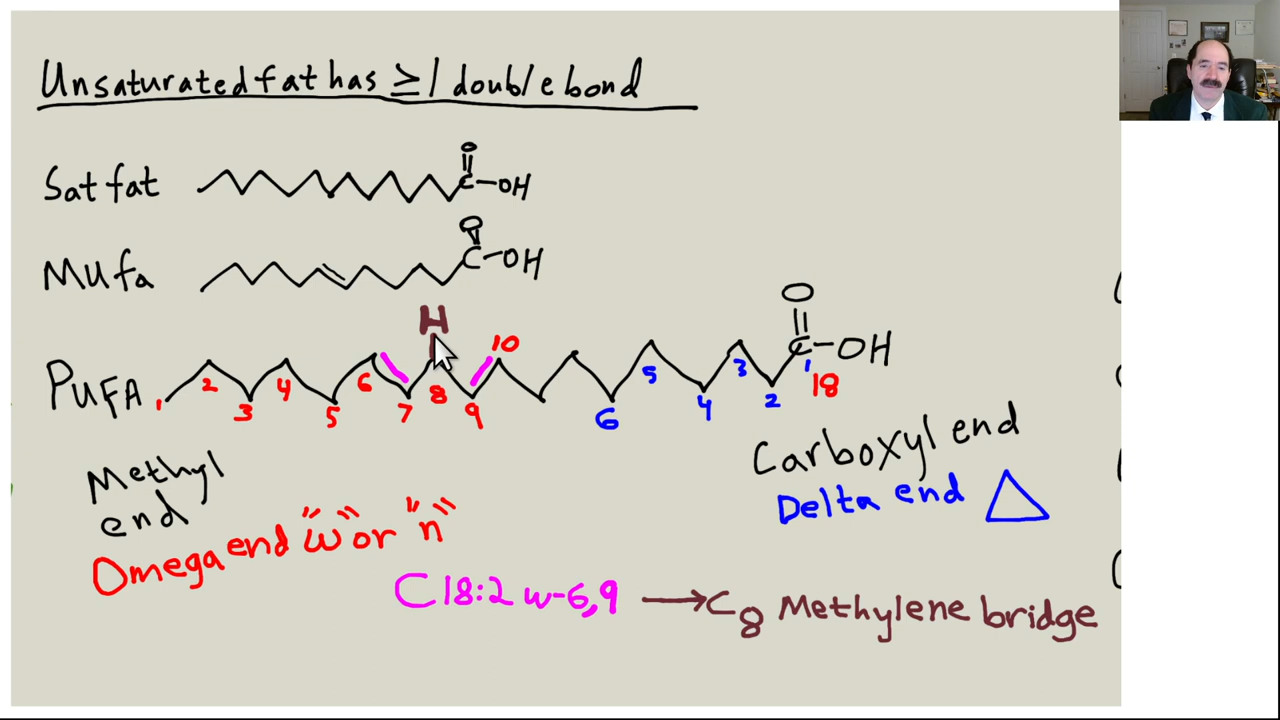 Unsaturated fat has ≥1 double bond
Sat fat
O
C-OH
Mufa
O
C-OH
H
O
PUFA
C-OH
1 2 3 4 5 6 7 8 9 10
6 5 4 3 2 1
18
Methyl
end
Carboxyl end
Delta end △
Omega end "ω" or "n"
C18:2 ω-6,9 → C8 Methylene bridge